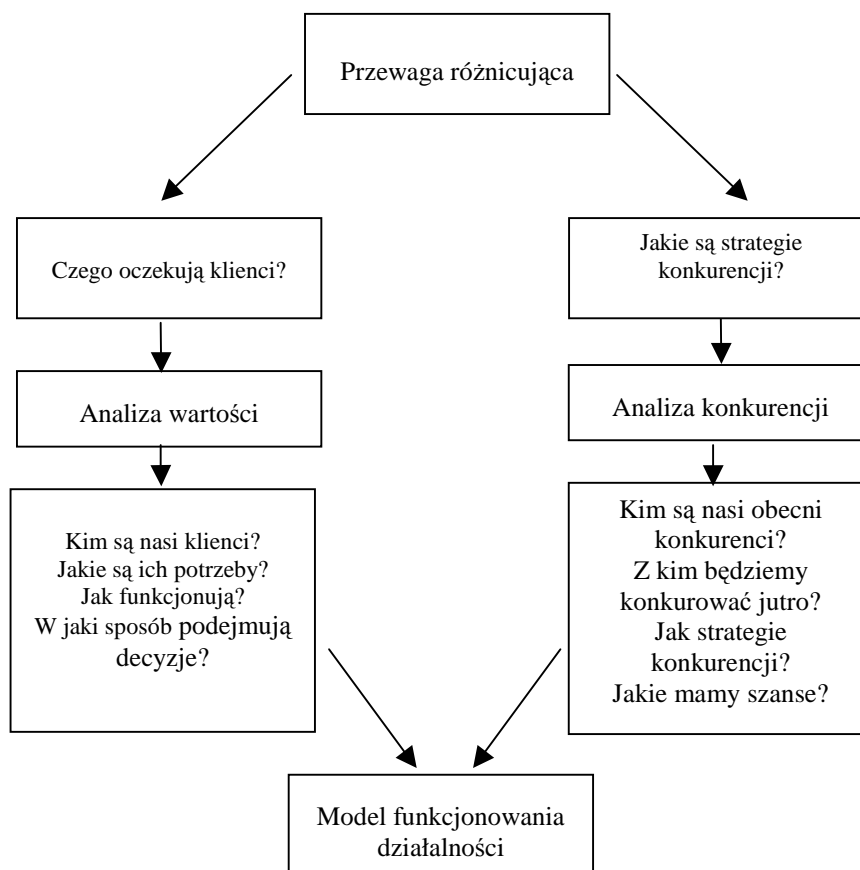 Przewaga różnicująca
Czego oczekują klienci?
Jakie są strategie
konkurencji?
Analiza wartości
Analiza konkurencji
Kim są nasi klienci?
Jakie są ich potrzeby?
Jak funkcjonują?
W jaki sposób podejmują
decyzje?
Kim są nasi obecni
konkurenci?
Z kim będziemy
konkurować jutro?
Jak strategie
konkurencji?
Jakie mamy szanse?
Model funkcjonowania
działalności